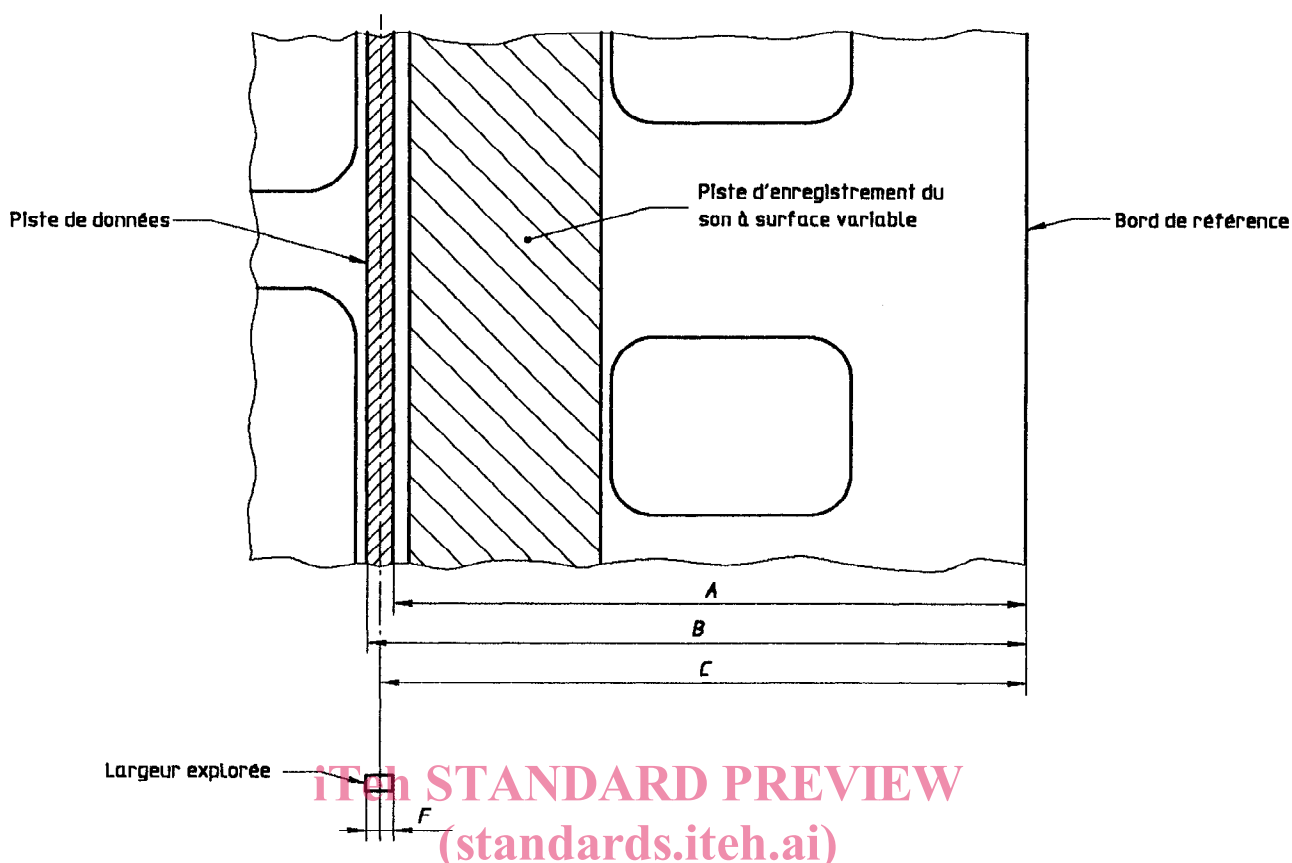 Piste de données
Piste d'enregistrement du
son à surface variable
Bord de référence
A
B
C
Largeur explorée
F
iTeh STANDARD PREVIEW
(standards.iteh.ai)